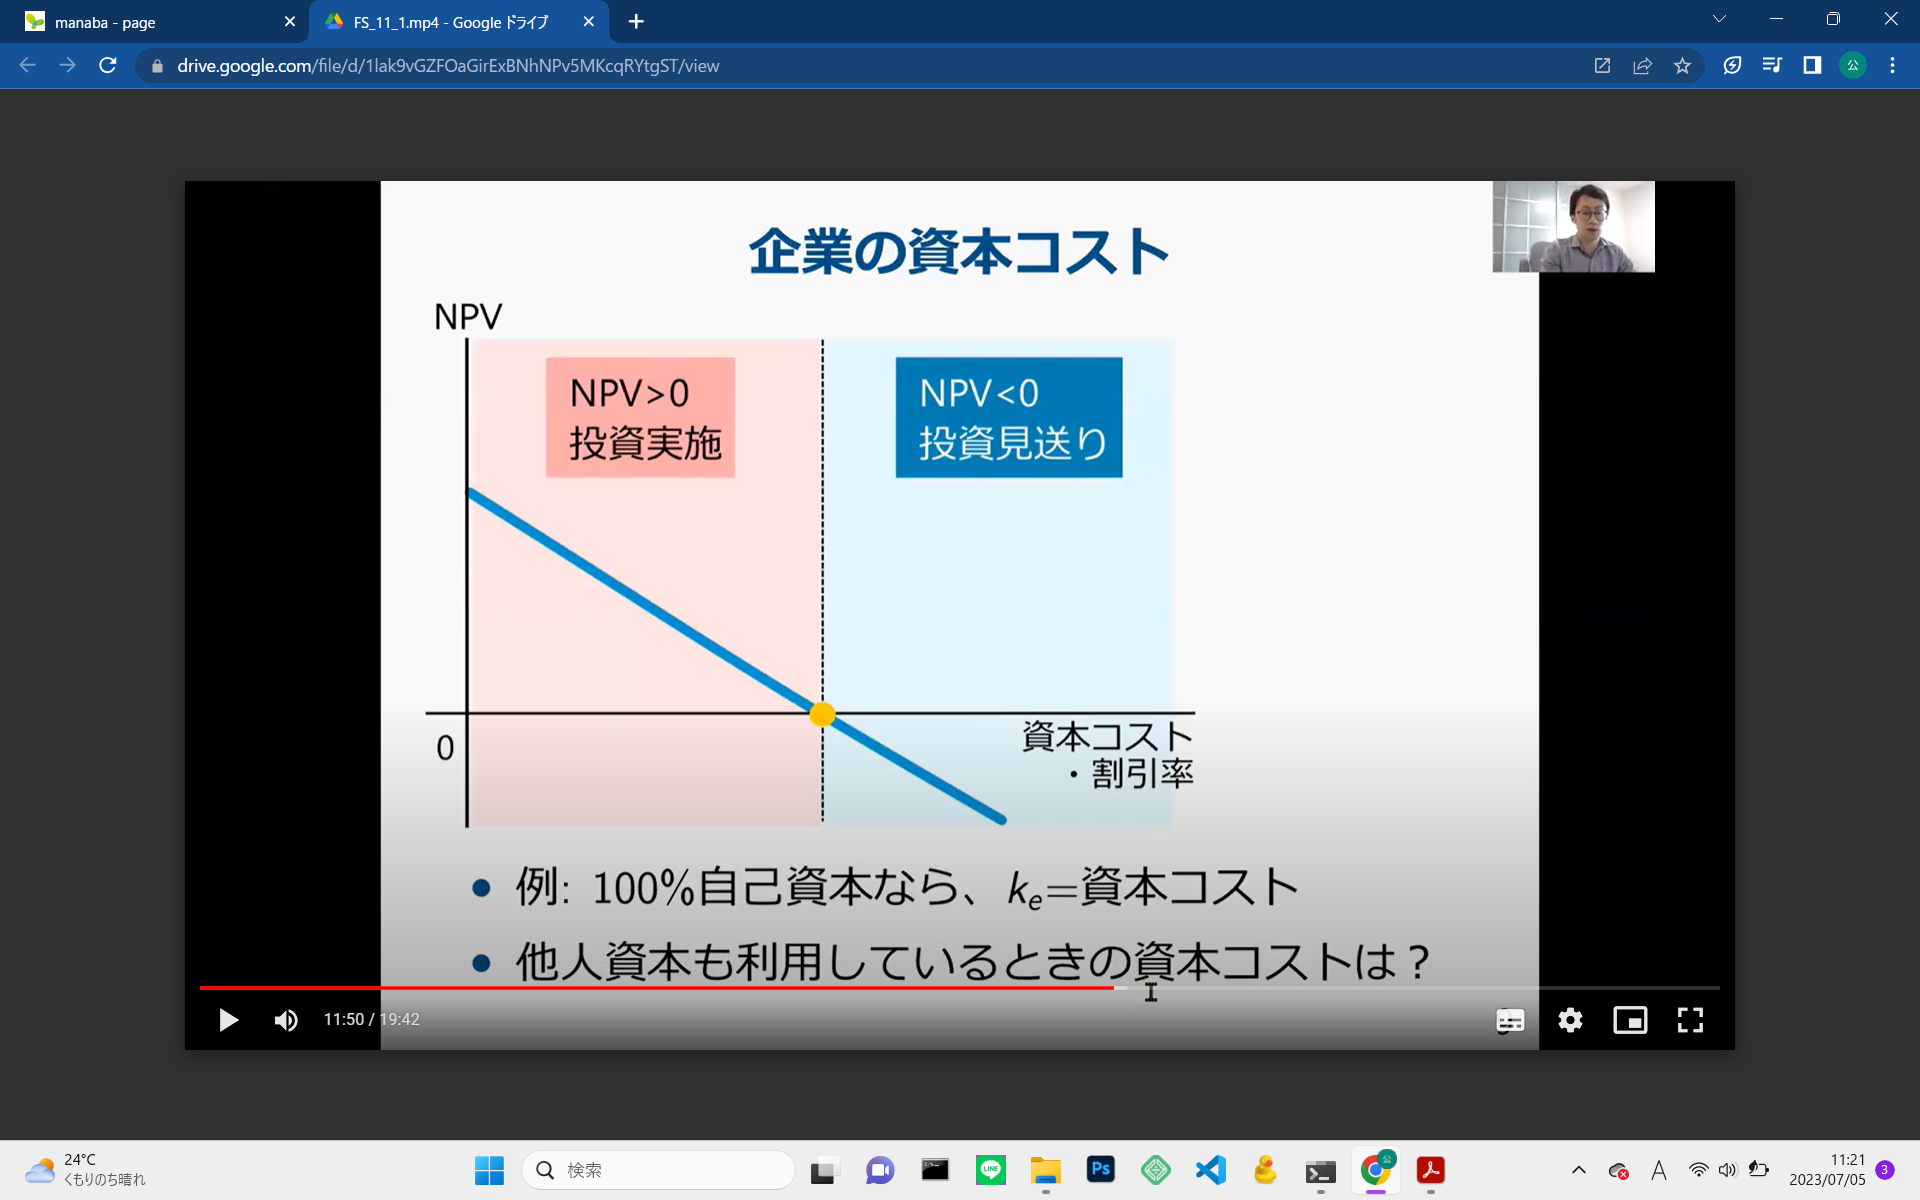 manaba - page
FS_11_1.mp4 - Google ドライブ
drive.google.com/file/d/1lak9vGZFOaGirExBNhNPv5MKcqRYtgST/view
公
企業の資本コスト
NPV
NPV>0
投資実施
NPV<0
投資見送り
0
資本コスト
・割引率
• 例: 100%自己資本なら、ke=資本コスト
• 他人資本も利用しているときの資本コストは？
11:50 / 19:42
24°C
くもりのち晴れ
検索
LINE
Ps
公
A
11:21
2023/07/05
3